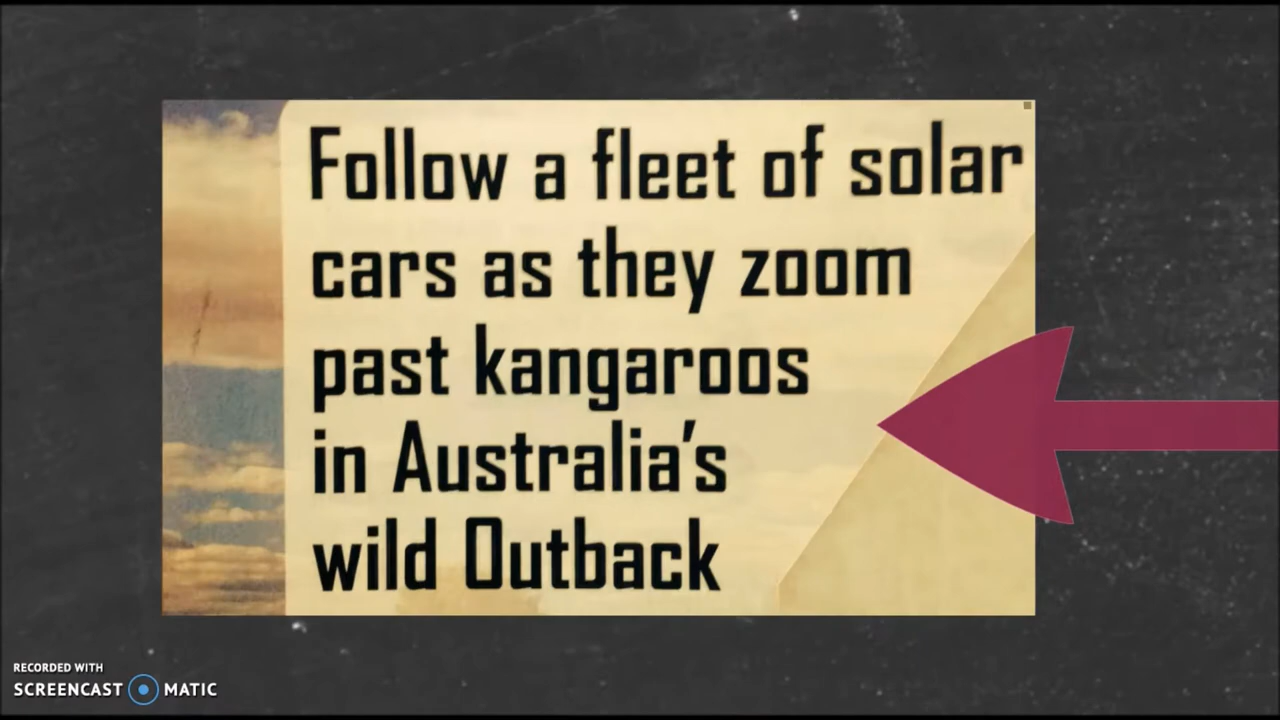 Follow a fleet of solar
cars as they zoom
past kangaroos
in Australia's
wild Outback
RECORDED WITH
SCREENCAST MATIC